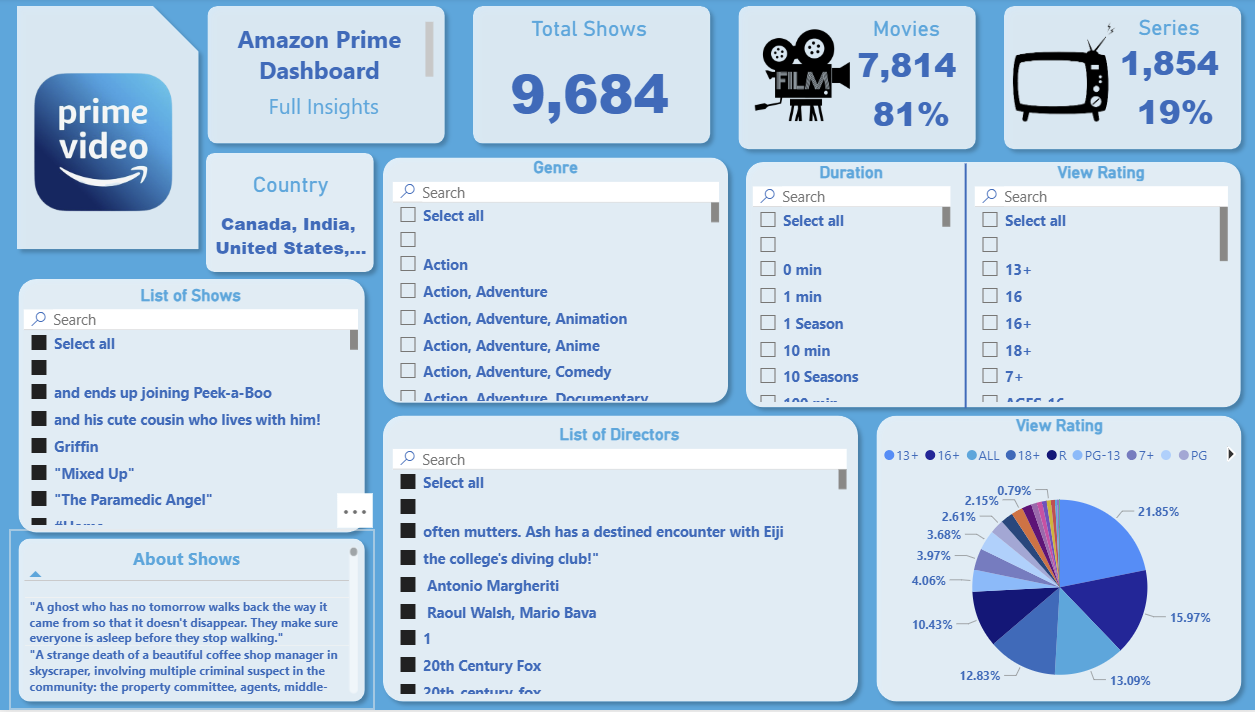 prime
video
Amazon Prime
Dashboard
Full Insights
Total Shows
9,684
FILM
Movies
7,814
81%
Series
1,854
19%
Country
Canada, India,
United States,...
Genre
Search
Select all
Action
Action, Adventure
Action, Adventure, Animation
Action, Adventure, Anime
Action, Adventure, Comedy
Action, Adventure, Documentary
Duration
Search
Select all
0 min
1 min
1 Season
10 min
10 Seasons
100 min
View Rating
Search
Select all
13+
16
16+
18+
7+
AGES_16_
List of Shows
Search
Select all
and ends up joining Peek-a-Boo
and his cute cousin who lives with him!
Griffin
"Mixed Up"
"The Paramedic Angel"
#Home
...
About Shows
"A ghost who has no tomorrow walks back the way it
came from so that it doesn't disappear. They make sure
everyone is asleep before they stop walking."
"A strange death of a beautiful coffee shop manager in
skyscraper, involving multiple criminal suspect in the
community: the property committee, agents, middle-
List of Directors
Search
Select all
often mutters. Ash has a destined encounter with Eiji
the college's diving club!"
Antonio Margheriti
Raoul Walsh, Mario Bava
1
20th Century Fox
20th-century-fox
View Rating
13+ 16+ ALL 18+ R PG-13 7+ PG
0.79%
2.15%
2.61%
3.68%
3.97%
4.06%
10.43%
12.83%
21.85%
15.97%
13.09%